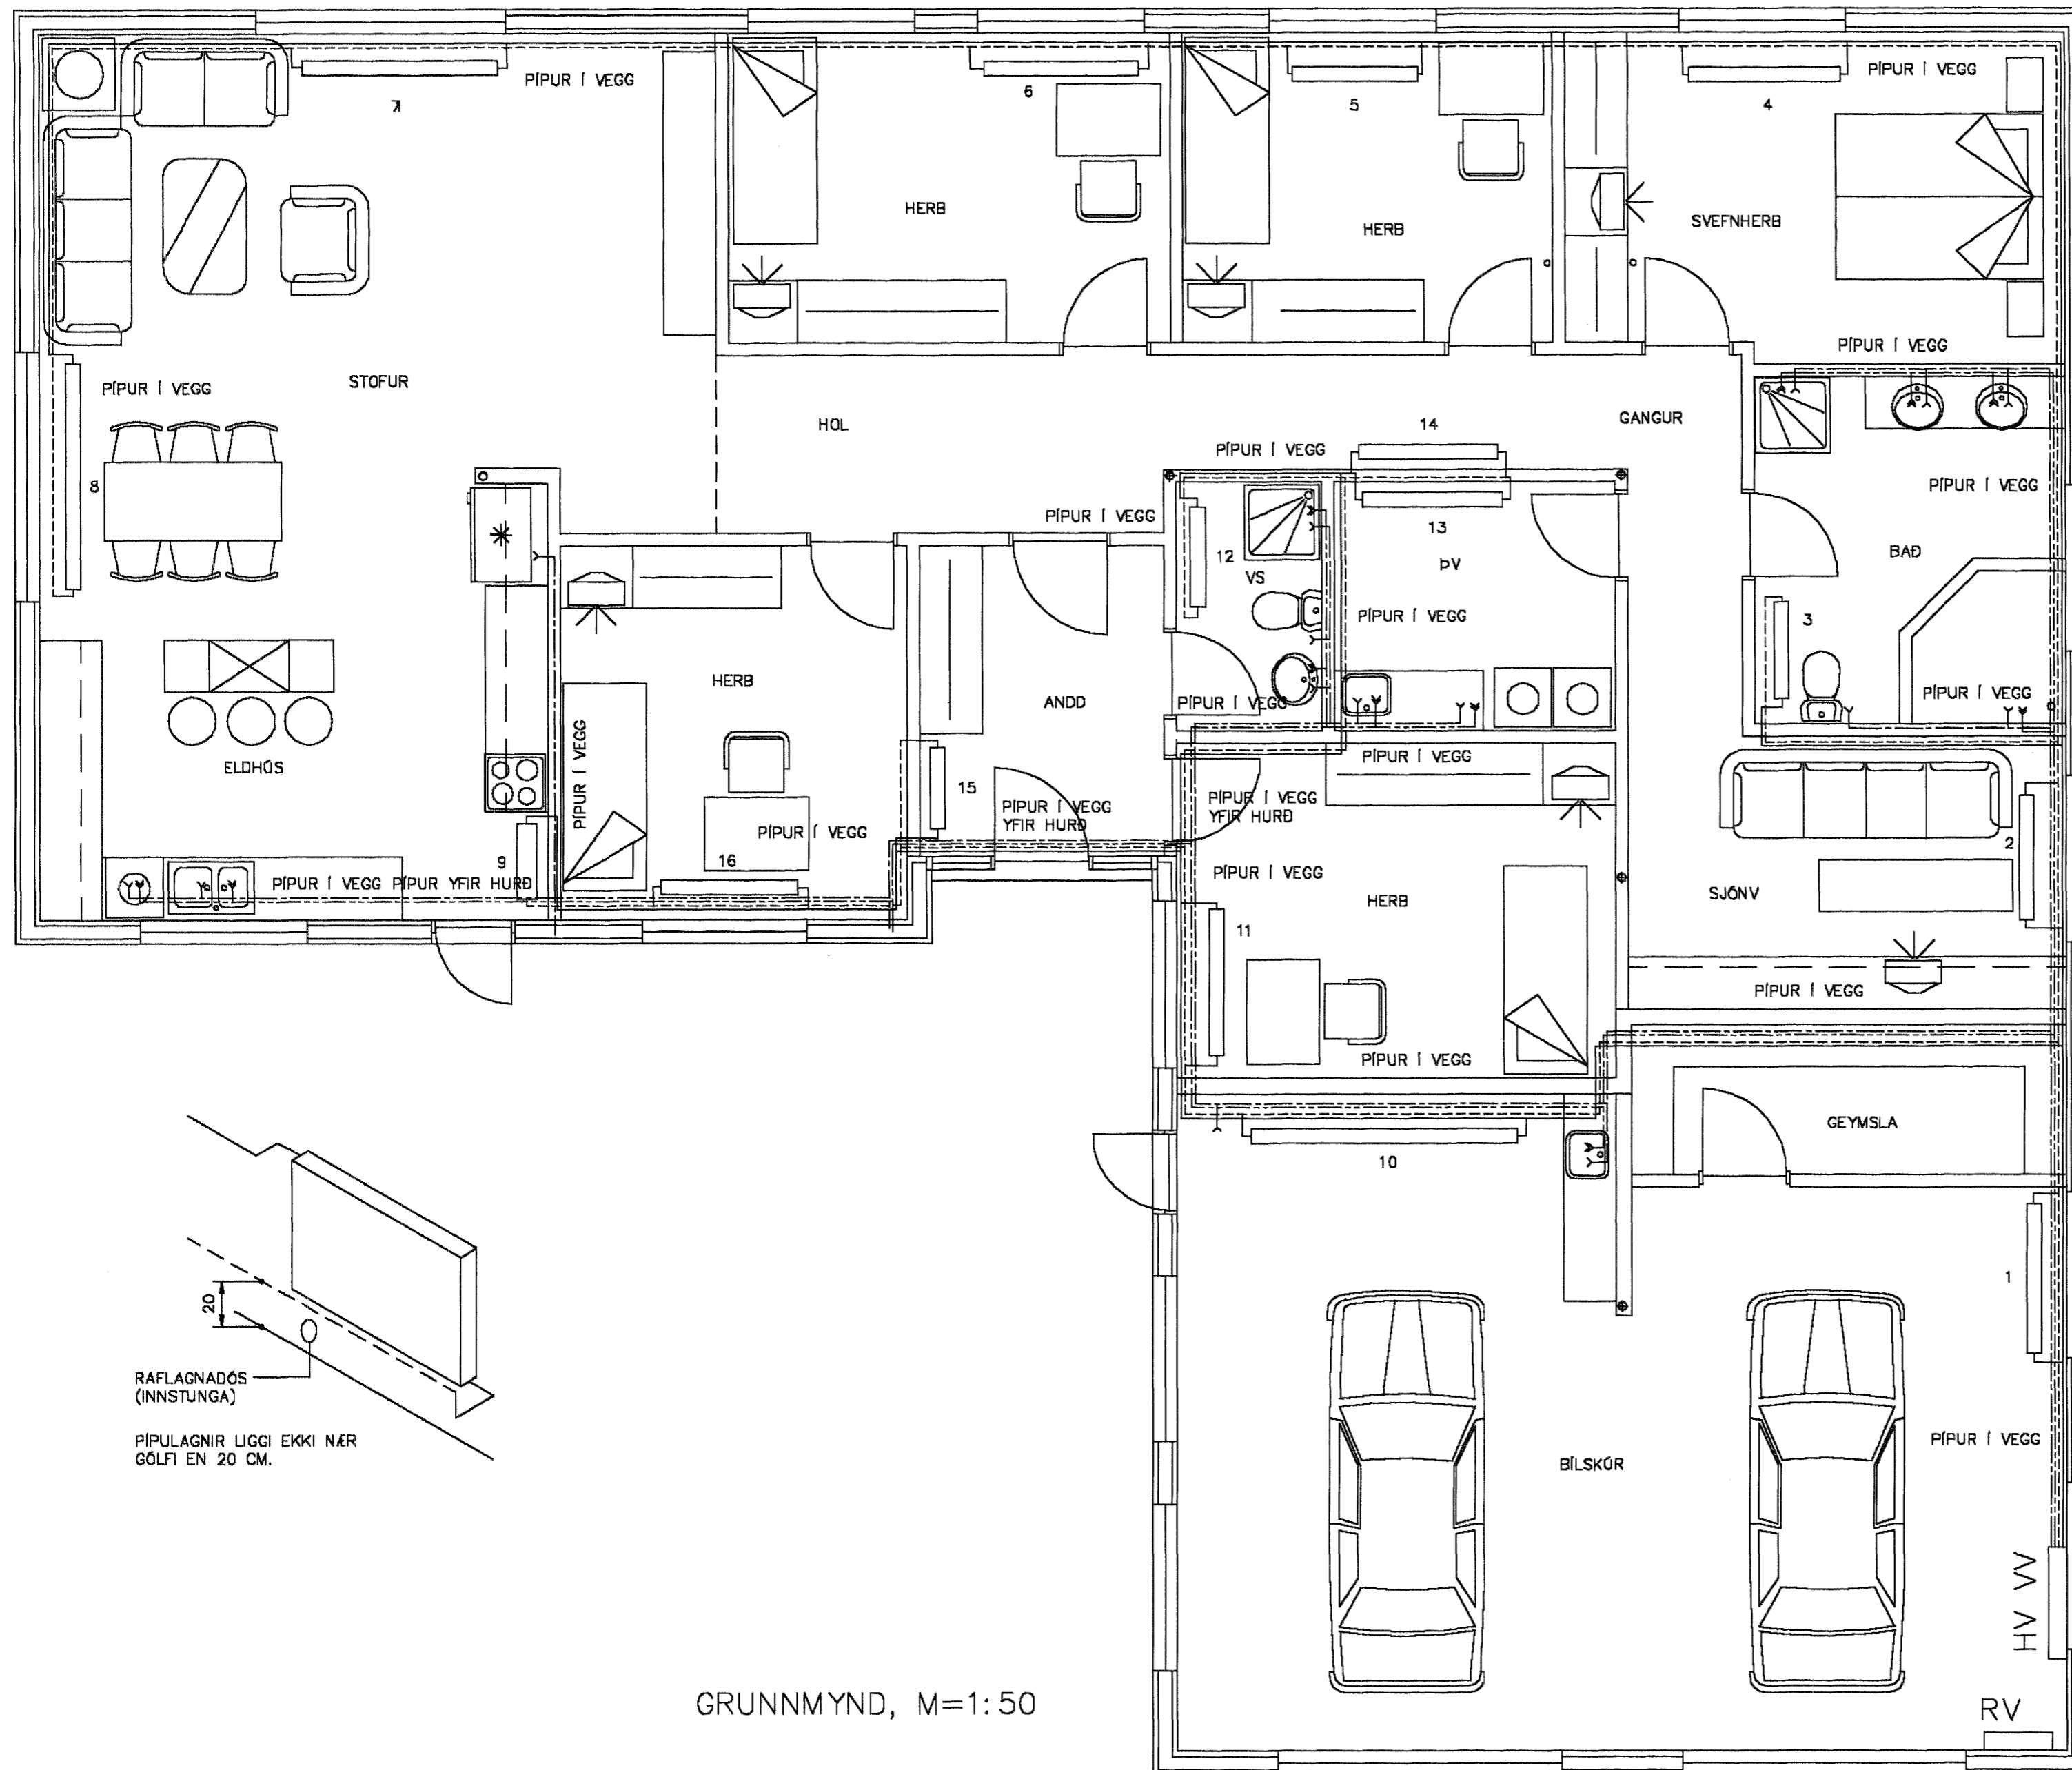 PÍPUR Í VEGG
7
6
5
4
PÍPUR Í VEGG
HERB
HERB
SVEFNHERB
PÍPUR Í VEGG
STOFUR
PÍPUR Í VEGG
HOL
14
GANGUR
PÍPUR Í VEGG
8
PÍPUR Í VEGG
PÍPUR Í VEGG
13
12
VS
ÞV
BAÐ
PÍPUR Í VEGG
3
HERB
ANDD
PÍPUR Í VEGG
PÍPUR Í VEGG
PÍPUR Í VEGG
ELDHÚS
PÍPUR Í VEGG
15
PÍPUR Í VEGG
YFIR HURÐ
PÍPUR Í VEGG
YFIR HURÐ
PÍPUR Í VEGG
2
9
16
PÍPUR Í VEGG
PÍPUR Í VEGG PÍPUR YFIR HURÐ
HERB
SJÓNV
11
PÍPUR Í VEGG
PÍPUR Í VEGG
GEYMSLA
10
1
20
RAFLAGNADÓS
(INNSTUNGA)
PÍPULAGNIR LIGGI EKKI NÆR
GÓLFI EN 20 CM.
PÍPUR Í VEGG
BÍLSKÚR
HV VV
GRUNNMYND, M=1:50
RV